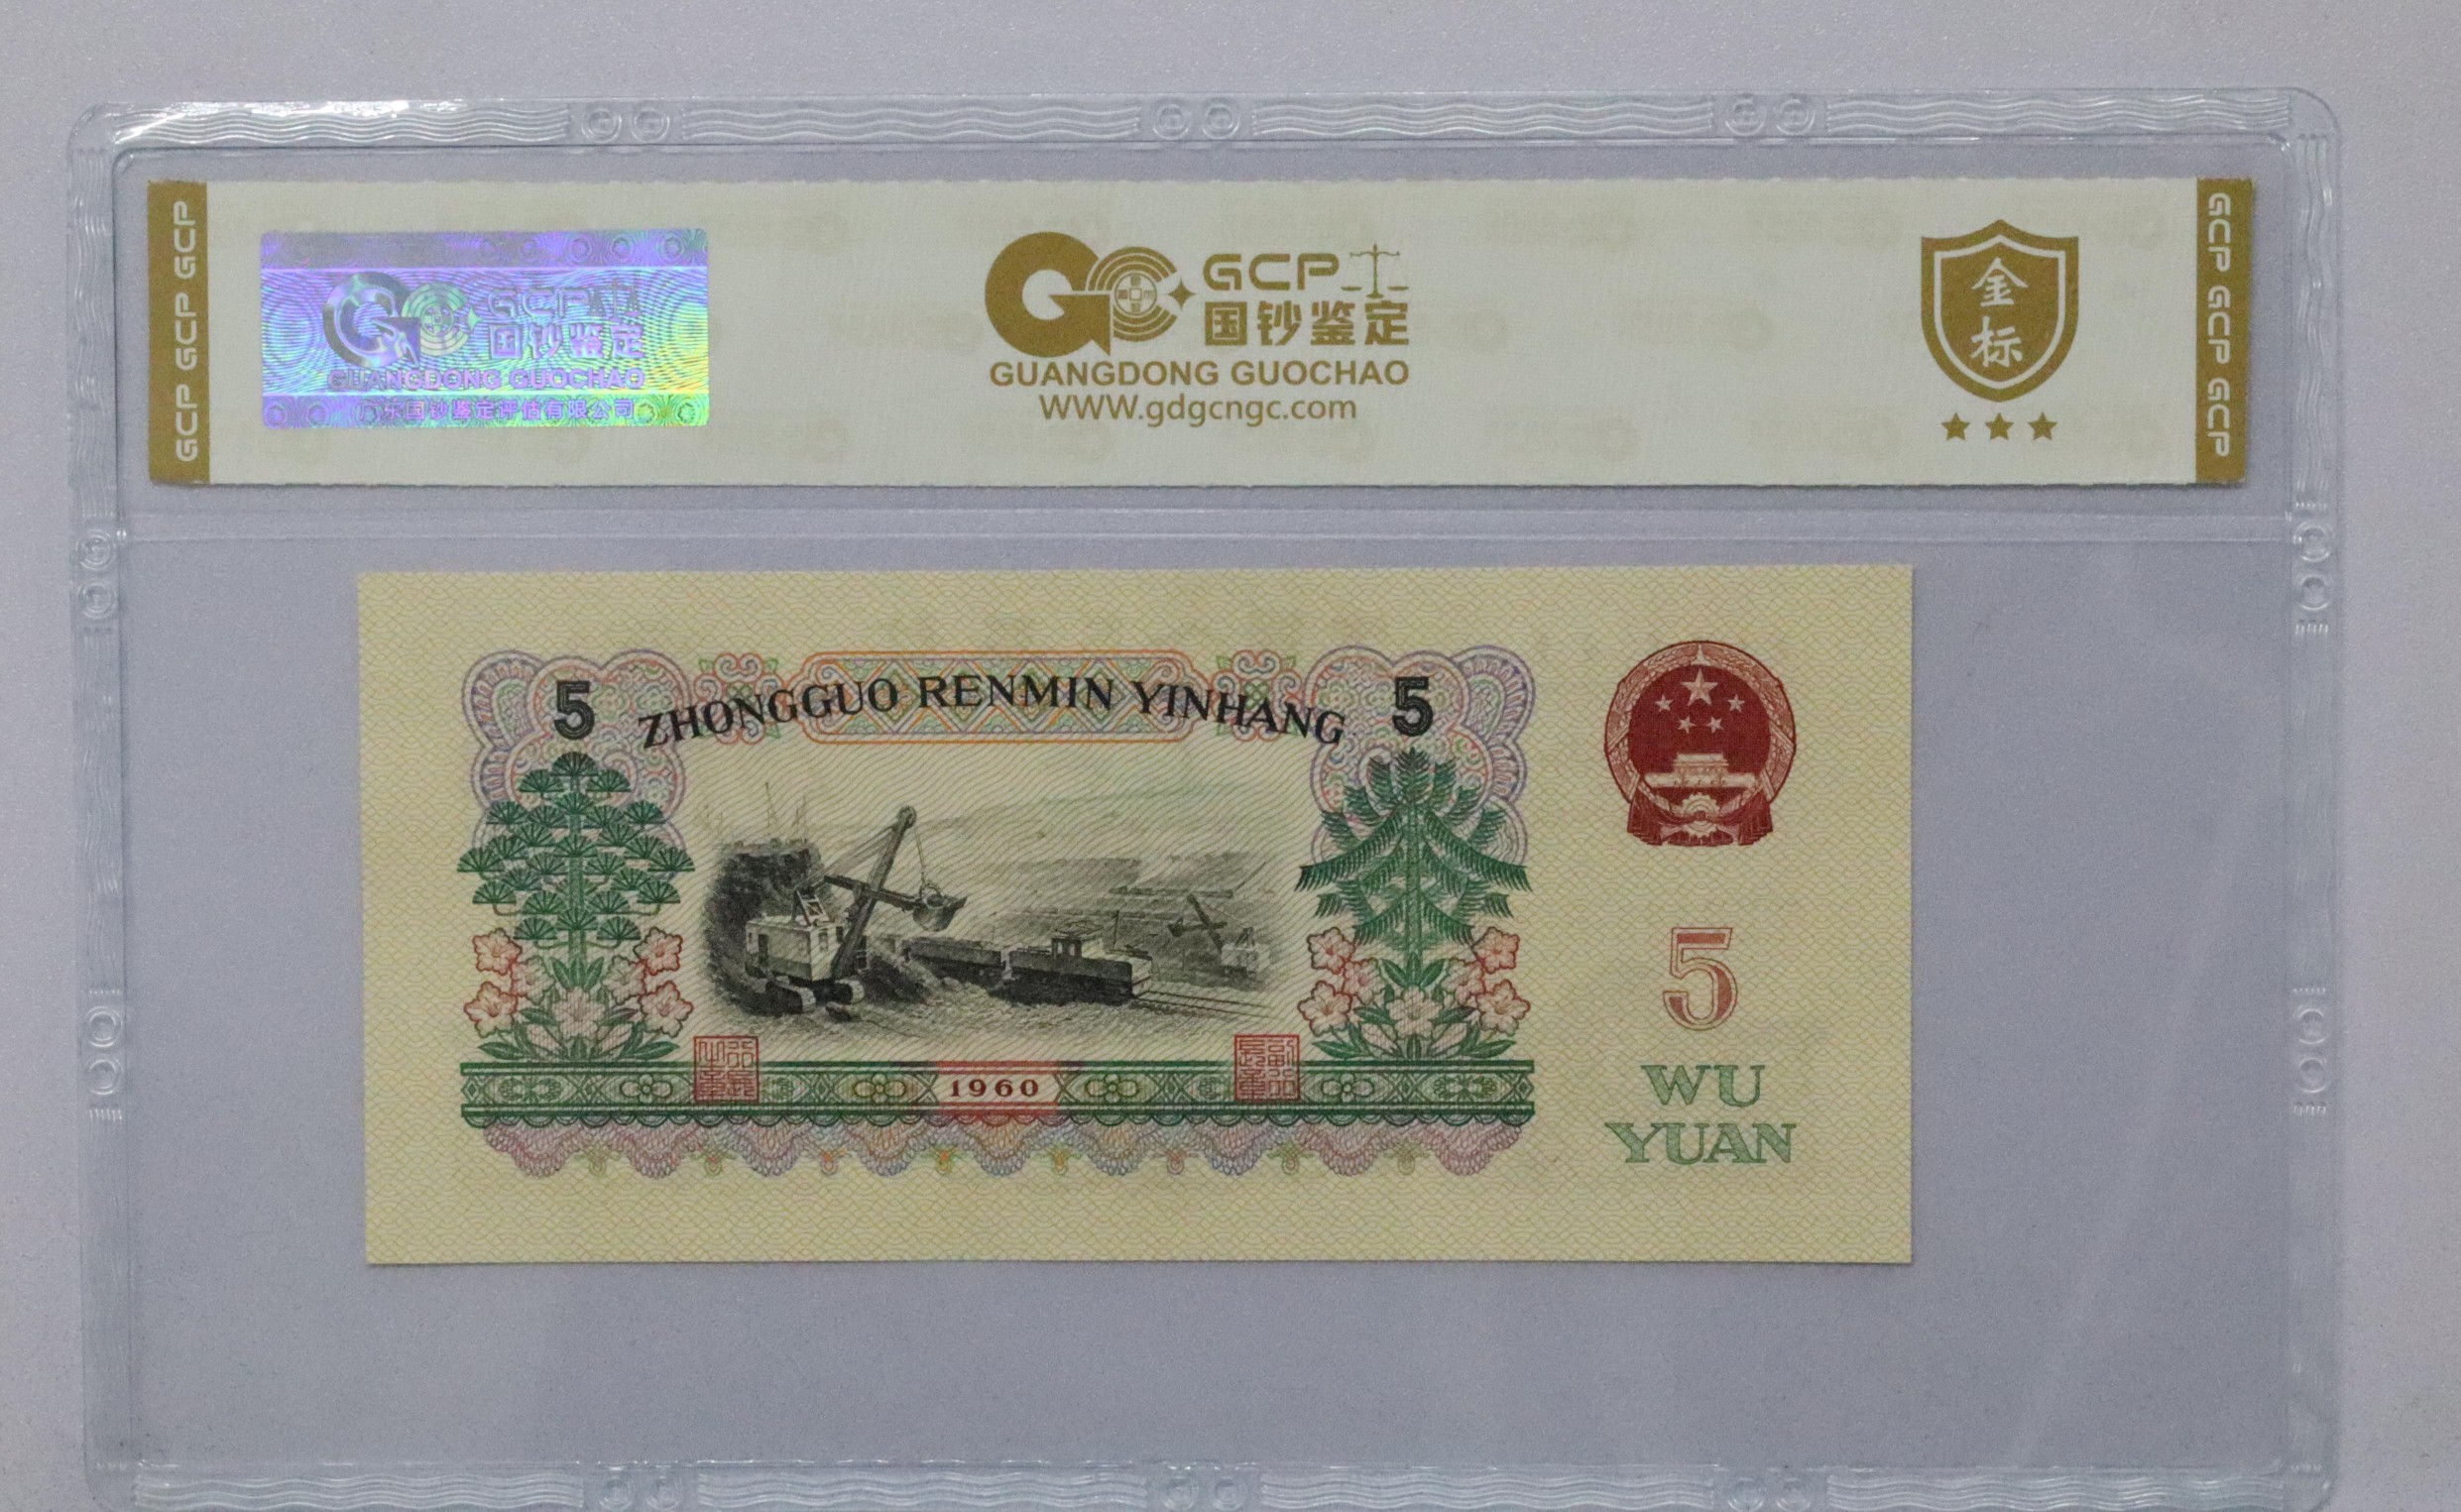 GCP GCP GCP
GCP
国钞鉴定
GUANGDONG GUOCHAO
广东国钞鉴定评估有限公司
GCP
国钞鉴定
GUANGDONG GUOCHAO
WWW.gdgcngc.com
金
标
GCP GCP GCP
5 ZHONGGUO RENMIN YINHANG 5
5
1960
WU
YUAN